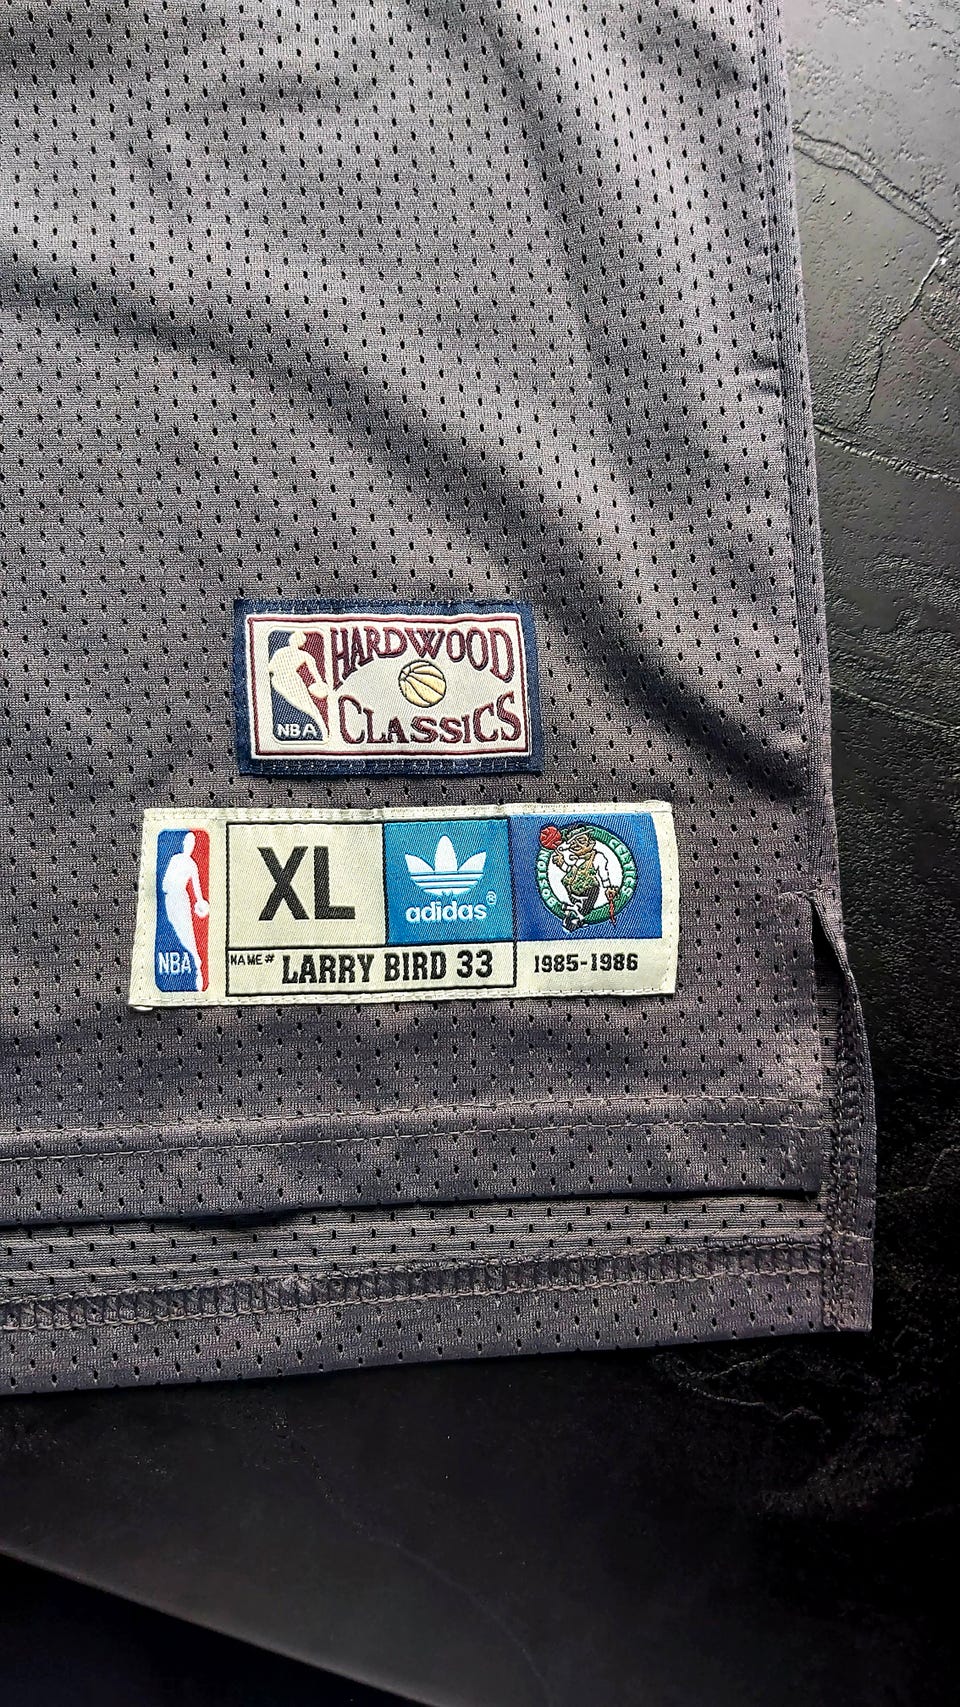 HARDWOOD
CLASSICS
NBA
XL
adidas®
BOSTON CELTICS
NBA
NAME# LARRY BIRD 33
1985-1986